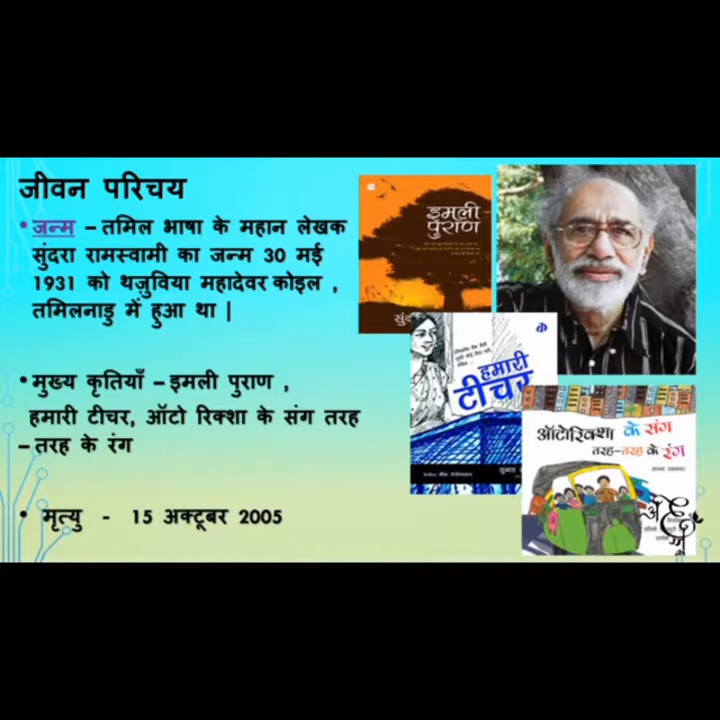 जीवन परिचय
• जन्म – तमिल भाषा के महान लेखक
सुंदरा रामस्वामी का जन्म 30 मई
1931 को थज़ुविया महादेवर कोइल ,
तमिलनाडु में हुआ था |
• मुख्य कृतियाँ – इमली पुराण ,
हमारी टीचर, ऑटो रिक्शा के संग तरह
– तरह के रंग
• मृत्यु - 15 अक्टूबर 2005
इमली
पुराण
हमारी
टीचर
ऑटोरिक्शा के संग
तरह-तरह के रंग